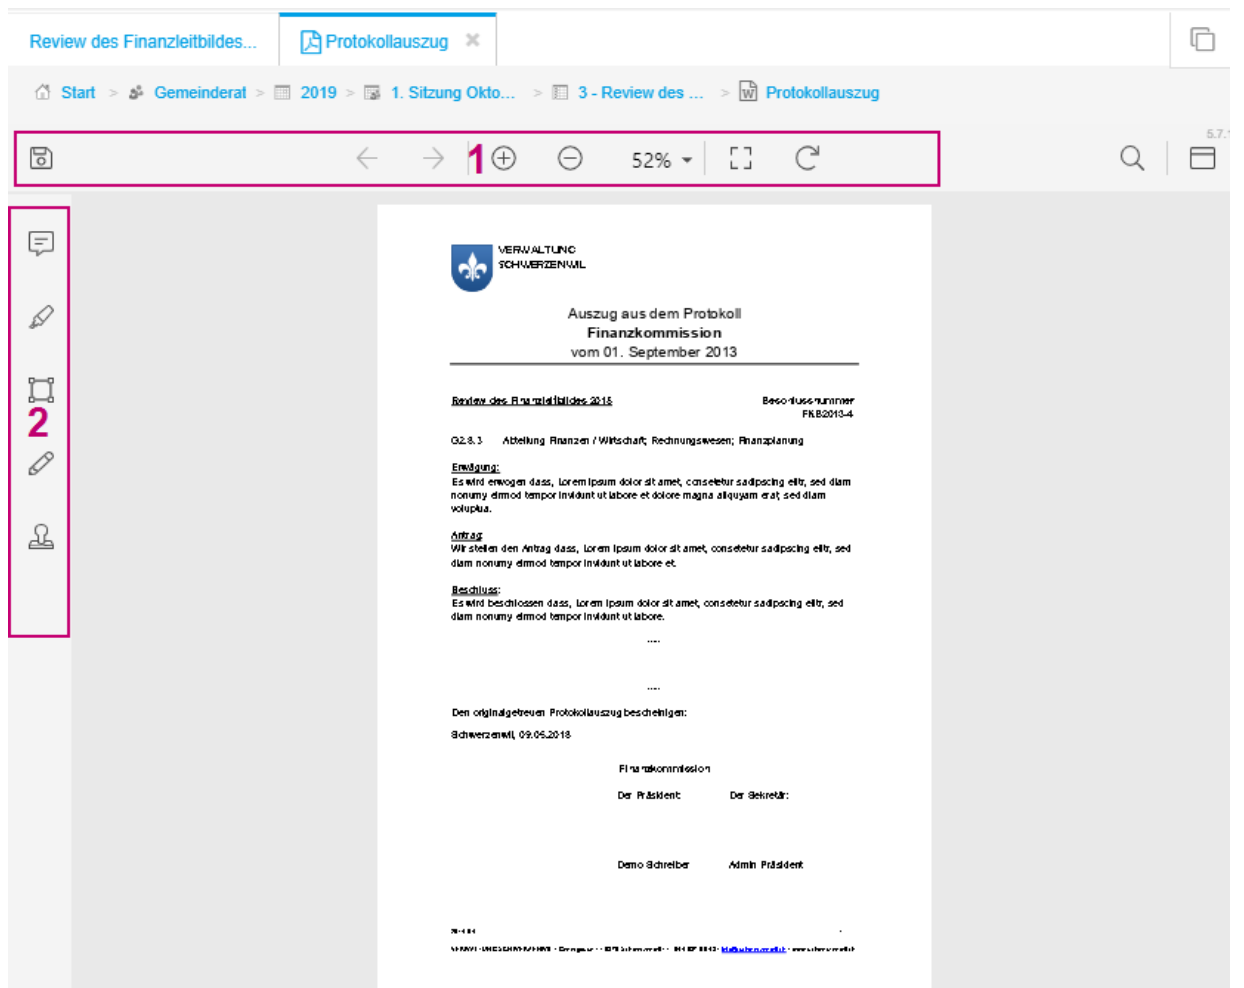 Review des Finanzleitbildes...
Protokollauszug
Start > Gemeinderat > 2019 > 1. Sitzung Okto... > 3 - Review des ... > Protokollauszug
5.7.
1
52%
2
VERWALTUNG
SCHWERZENWIL
Auszug aus dem Protokoll
Finanzkommission
vom 01. September 2013
Review des Finanzleitbildes 2018 Beschlussnummer
FKB2013-4
G2.8.3 Abteilung Finanzen / Wirtschaft; Rechnungswesen; Finanzplanung
Erwägung:
Es wird erwogen dass, Lorem ipsum dolor sit amet, consetetur sadipscing elitr, sed diam
nonumy eirmod tempor invidunt ut labore et dolore magna aliquyam erat, sed diam
voluptua.
Antrag
Wir stellen den Antrag dass, Lorem ipsum dolor sit amet, consetetur sadipscing elitr, sed
diam nonumy eirmod tempor invidunt ut labore et.
Beschluss:
Es wird beschlossen dass, Lorem ipsum dolor sit amet, consetetur sadipscing elitr, sed
diam nonumy eirmod tempor invidunt ut labore.
....
....
Den originalgetreuen Protokollauszug bescheinigen:
Schwerzenwil, 09.05.2018
Finanzkommission
Der Präsident: Der Sekretär:
Demo Schreiber Admin Präsident